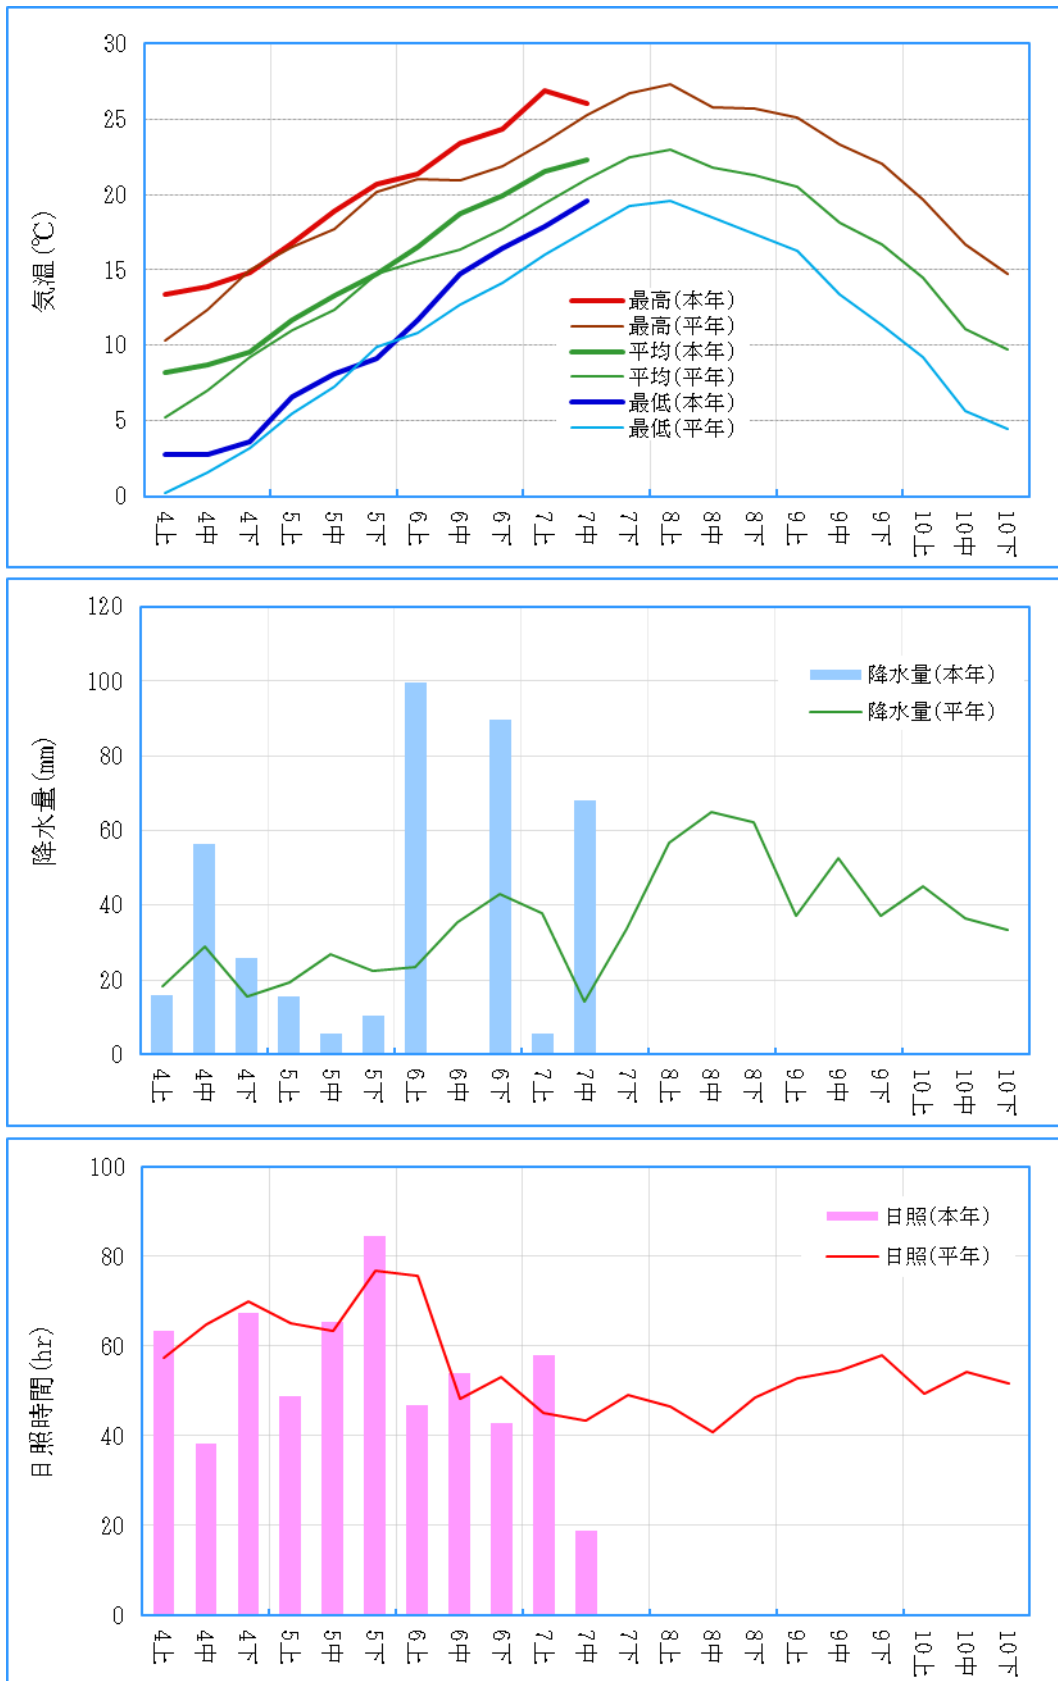 30
25
20
15
10
5
0
気温(℃)
最高(本年)
最高(平年)
平均(本年)
平均(平年)
最低(本年)
最低(平年)
4上 4中 4下 5上 5中 5下 6上 6中 6下 7上 7中 7下 8上 8中 8下 9上 9中 9下 10上 10中 10下
120
100
80
60
40
20
0
降水量(mm)
降水量(本年)
降水量(平年)
4上 4中 4下 5上 5中 5下 6上 6中 6下 7上 7中 7下 8上 8中 8下 9上 9中 9下 10上 10中 10下
100
80
60
40
20
0
日照時間(hr)
日照(本年)
日照(平年)
4上 4中 4下 5上 5中 5下 6上 6中 6下 7上 7中 7下 8上 8中 8下 9上 9中 9下 10上 10中 10下